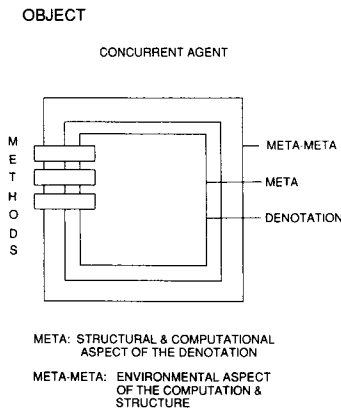 OBJECT
CONCURRENT AGENT
METHODS
META-META
META
DENOTATION
META: STRUCTURAL & COMPUTATIONAL
ASPECT OF THE DENOTATION
META-META: ENVIRONMENTAL ASPECT
OF THE COMPUTATION &
STRUCTURE